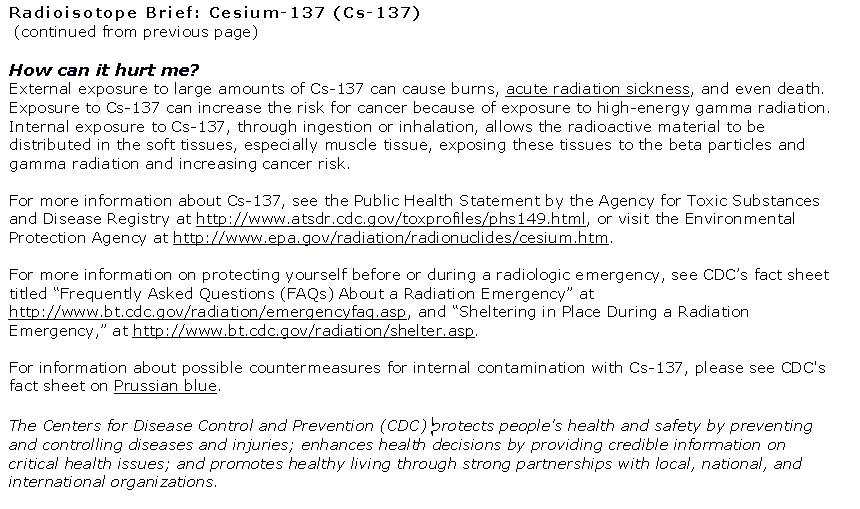 Radioisotope Brief: Cesium-137 (Cs-137)
(continued from previous page)
How can it hurt me?
External exposure to large amounts of Cs-137 can cause burns, acute radiation sickness, and even death.
Exposure to Cs-137 can increase the risk for cancer because of exposure to high-energy gamma radiation.
Internal exposure to Cs-137, through ingestion or inhalation, allows the radioactive material to be
distributed in the soft tissues, especially muscle tissue, exposing these tissues to the beta particles and
gamma radiation and increasing cancer risk.
For more information about Cs-137, see the Public Health Statement by the Agency for Toxic Substances
and Disease Registry at http://www.atsdr.cdc.gov/toxprofiles/phs149.html, or visit the Environmental
Protection Agency at http://www.epa.gov/radiation/radionuclides/cesium.htm.
For more information on protecting yourself before or during a radiologic emergency, see CDC’s fact sheet
titled “Frequently Asked Questions (FAQs) About a Radiation Emergency” at
http://www.bt.cdc.gov/radiation/emergencyfaq.asp, and “Sheltering in Place During a Radiation
Emergency,” at http://www.bt.cdc.gov/radiation/shelter.asp.
For information about possible countermeasures for internal contamination with Cs-137, please see CDC's
fact sheet on Prussian blue.
The Centers for Disease Control and Prevention (CDC) protects people’s health and safety by preventing
and controlling diseases and injuries; enhances health decisions by providing credible information on
critical health issues; and promotes healthy living through strong partnerships with local, national, and
international organizations.